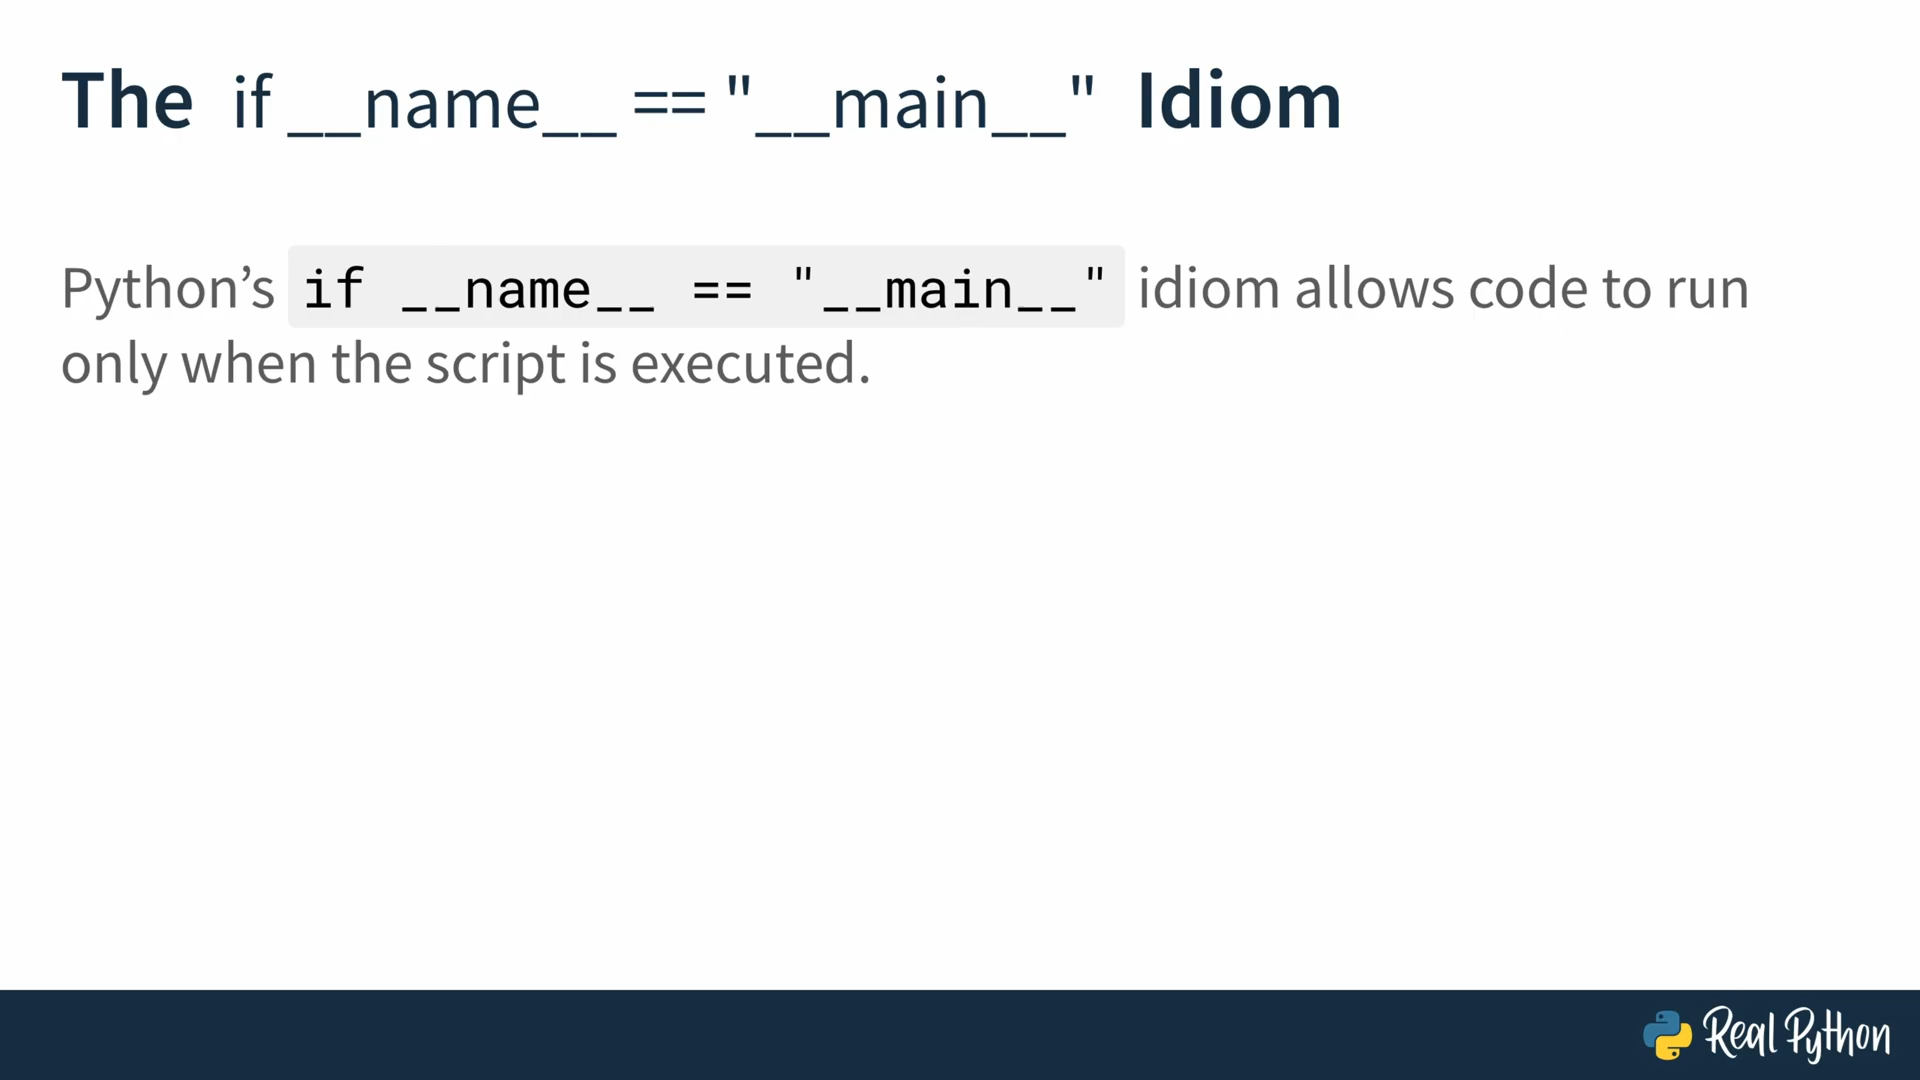 The if __name__ == "__main__" Idiom
Python’s if __name__ == "__main__" idiom allows code to run
only when the script is executed.
Real Python